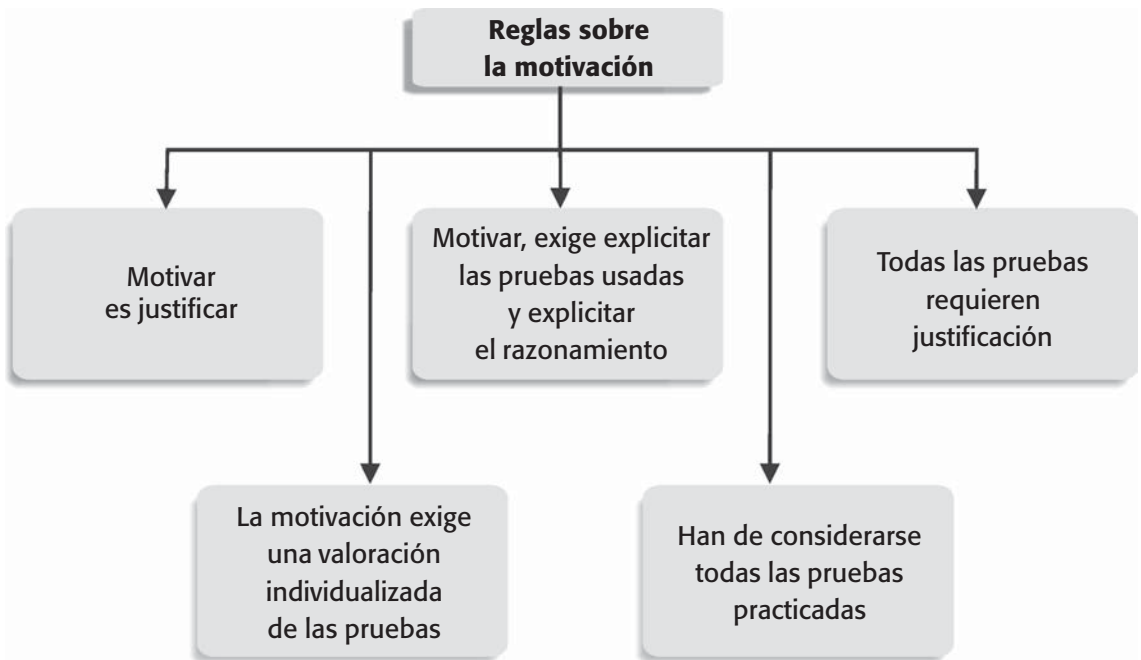 Reglas sobre
la motivación
Motivar
es justificar
Motivar, exige explicitar
las pruebas usadas
y explicitar
el razonamiento
Todas las pruebas
requieren
justificación
La motivación exige
una valoración
individualizada
de las pruebas
Han de considerarse
todas las pruebas
practicadas